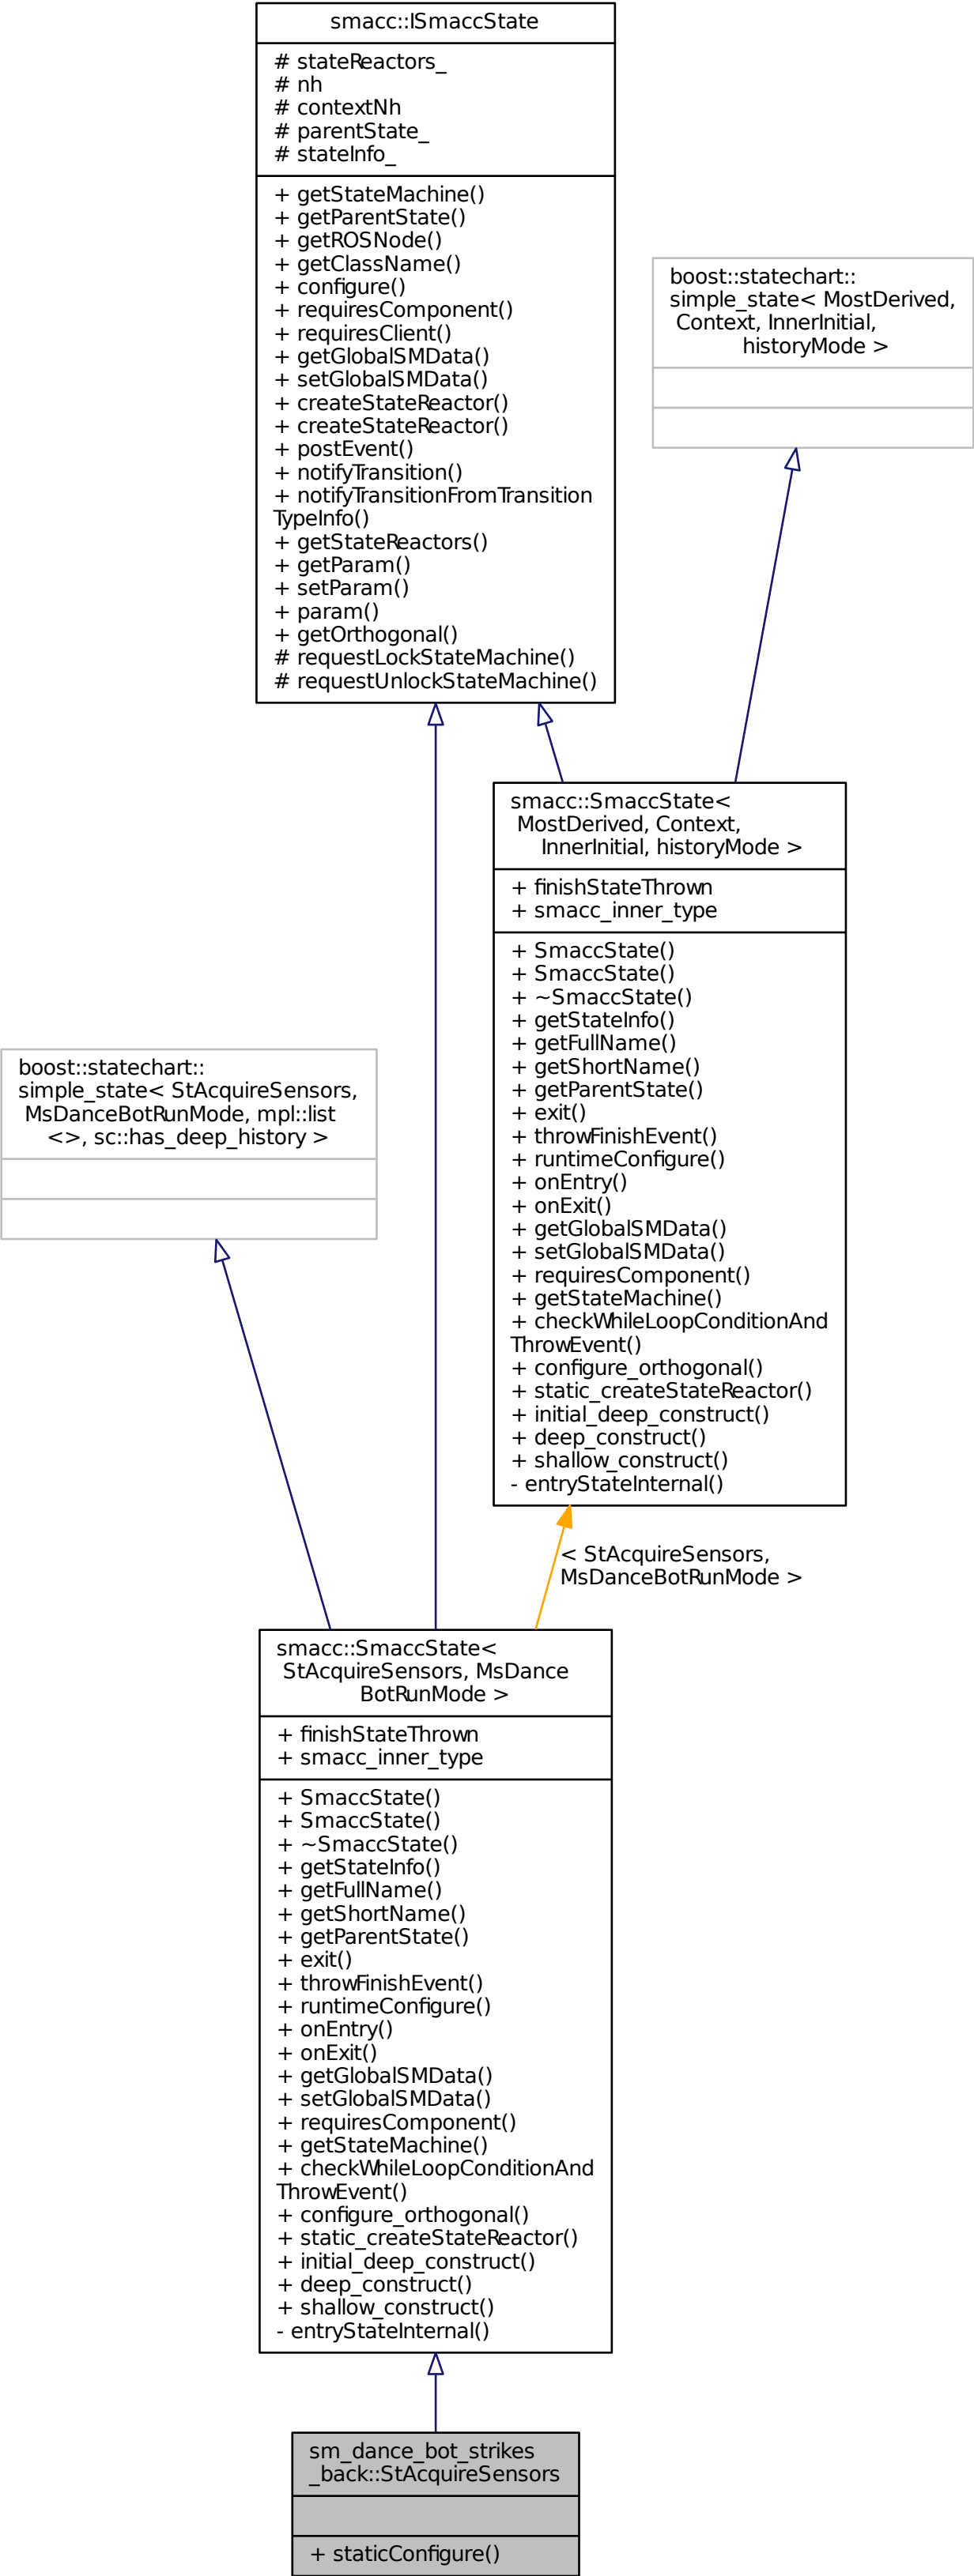 smacc::ISmaccState
# stateReactors_
# nh
# contextNh
# parentState_
# stateInfo_
+ getStateMachine()
+ getParentState()
+ getROSNode()
+ getClassName()
+ configure()
+ requiresComponent()
+ requiresClient()
+ getGlobalSMData()
+ setGlobalSMData()
+ createStateReactor()
+ createStateReactor()
+ postEvent()
+ notifyTransition()
+ notifyTransitionFromTransition
TypeInfo()
+ getStateReactors()
+ getParam()
+ setParam()
+ param()
+ getOrthogonal()
# requestLockStateMachine()
# requestUnlockStateMachine()
boost::statechart::
simple_state< MostDerived,
Context, InnerInitial,
historyMode >
smacc::SmaccState<
MostDerived, Context,
InnerInitial, historyMode >
+ finishStateThrown
+ smacc_inner_type
+ SmaccState()
+ SmaccState()
+ ~SmaccState()
+ getStateInfo()
+ getFullName()
+ getShortName()
+ getParentState()
+ exit()
+ throwFinishEvent()
+ runtimeConfigure()
+ onEntry()
+ onExit()
+ getGlobalSMData()
+ setGlobalSMData()
+ requiresComponent()
+ getStateMachine()
+ checkWhileLoopConditionAnd
ThrowEvent()
+ configure_orthogonal()
+ static_createStateReactor()
+ initial_deep_construct()
+ deep_construct()
+ shallow_construct()
- entryStateInternal()
boost::statechart::
simple_state< StAcquireSensors,
MsDanceBotRunMode, mpl::list
<>, sc::has_deep_history >
< StAcquireSensors,
MsDanceBotRunMode >
smacc::SmaccState<
StAcquireSensors, MsDance
BotRunMode >
+ finishStateThrown
+ smacc_inner_type
+ SmaccState()
+ SmaccState()
+ ~SmaccState()
+ getStateInfo()
+ getFullName()
+ getShortName()
+ getParentState()
+ exit()
+ throwFinishEvent()
+ runtimeConfigure()
+ onEntry()
+ onExit()
+ getGlobalSMData()
+ setGlobalSMData()
+ requiresComponent()
+ getStateMachine()
+ checkWhileLoopConditionAnd
ThrowEvent()
+ configure_orthogonal()
+ static_createStateReactor()
+ initial_deep_construct()
+ deep_construct()
+ shallow_construct()
- entryStateInternal()
sm_dance_bot_strikes
_back::StAcquireSensors
+ staticConfigure()